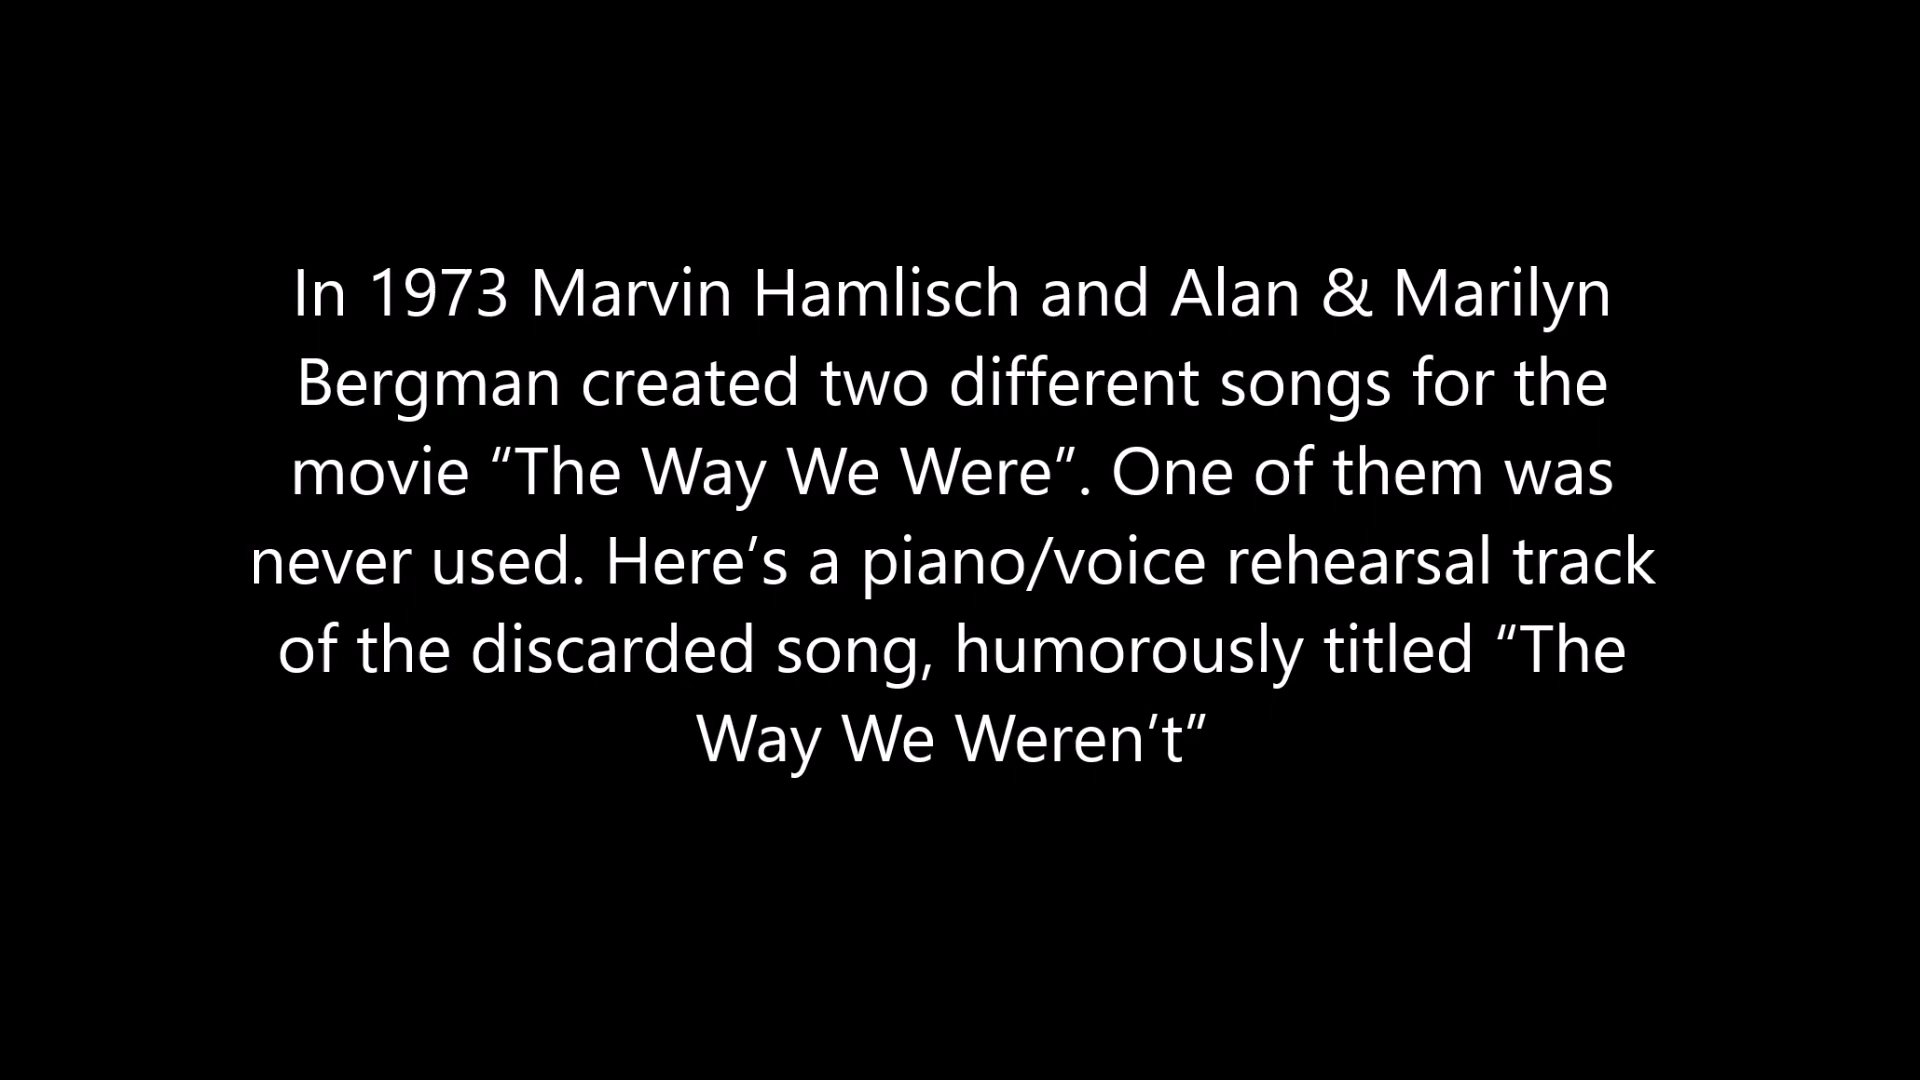 In 1973 Marvin Hamlisch and Alan & Marilyn
Bergman created two different songs for the
movie “The Way We Were”. One of them was
never used. Here’s a piano/voice rehearsal track
of the discarded song, humorously titled “The
Way We Weren’t”